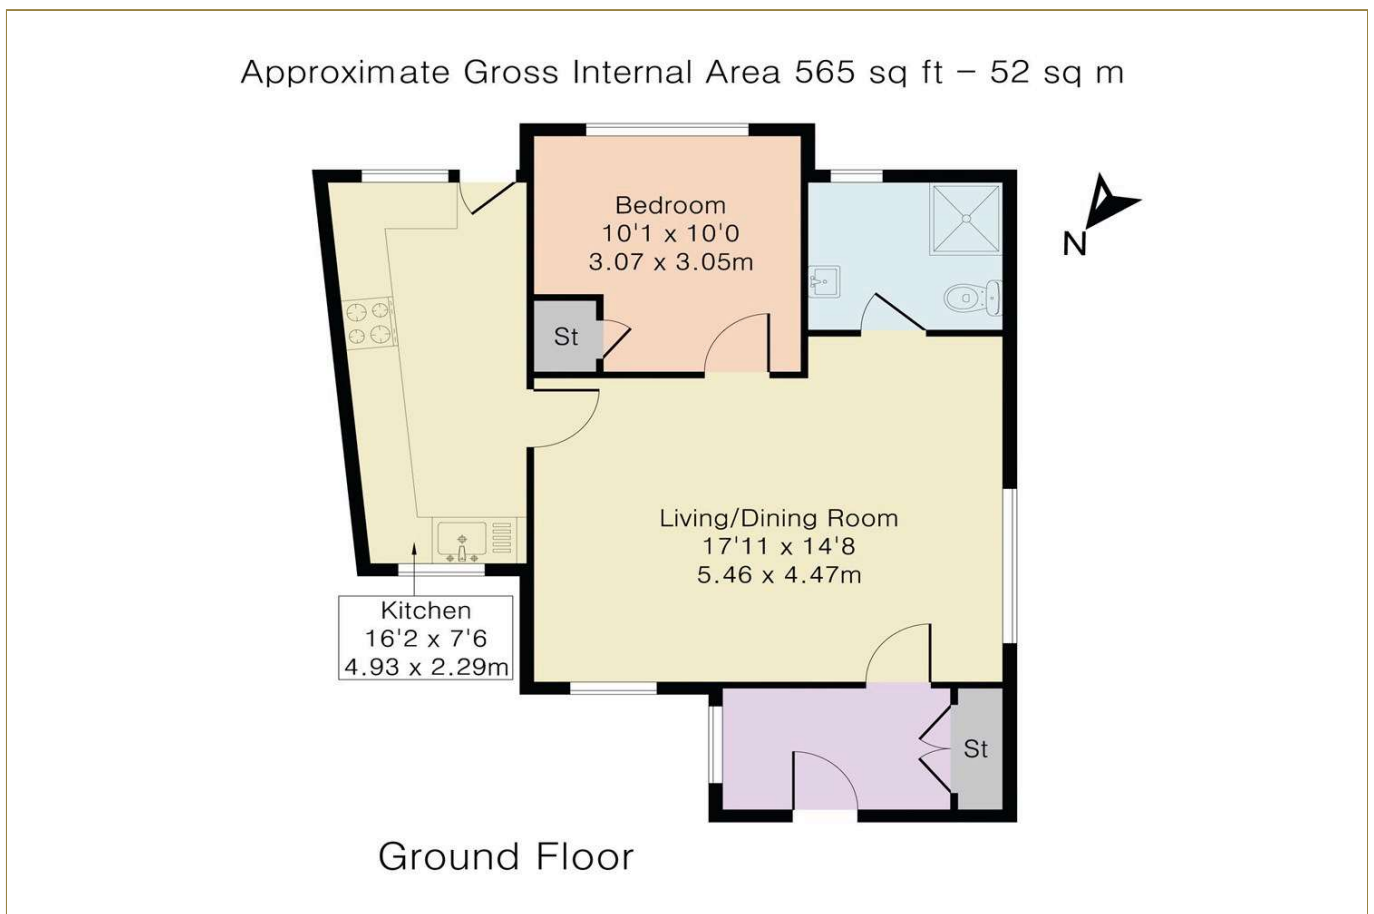 Approximate Gross Internal Area 565 sq ft – 52 sq m
Bedroom
10'1 x 10'0
3.07 x 3.05m
N
St
Living/Dining Room
17'11 x 14'8
5.46 x 4.47m
Kitchen
16'2 x 7'6
4.93 x 2.29m
St
Ground Floor